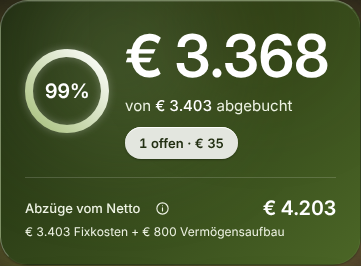 99%
€ 3.368
von € 3.403 abgebucht
1 offen · € 35
Abzüge vom Netto
€ 4.203
€ 3.403 Fixkosten + € 800 Vermögensaufbau